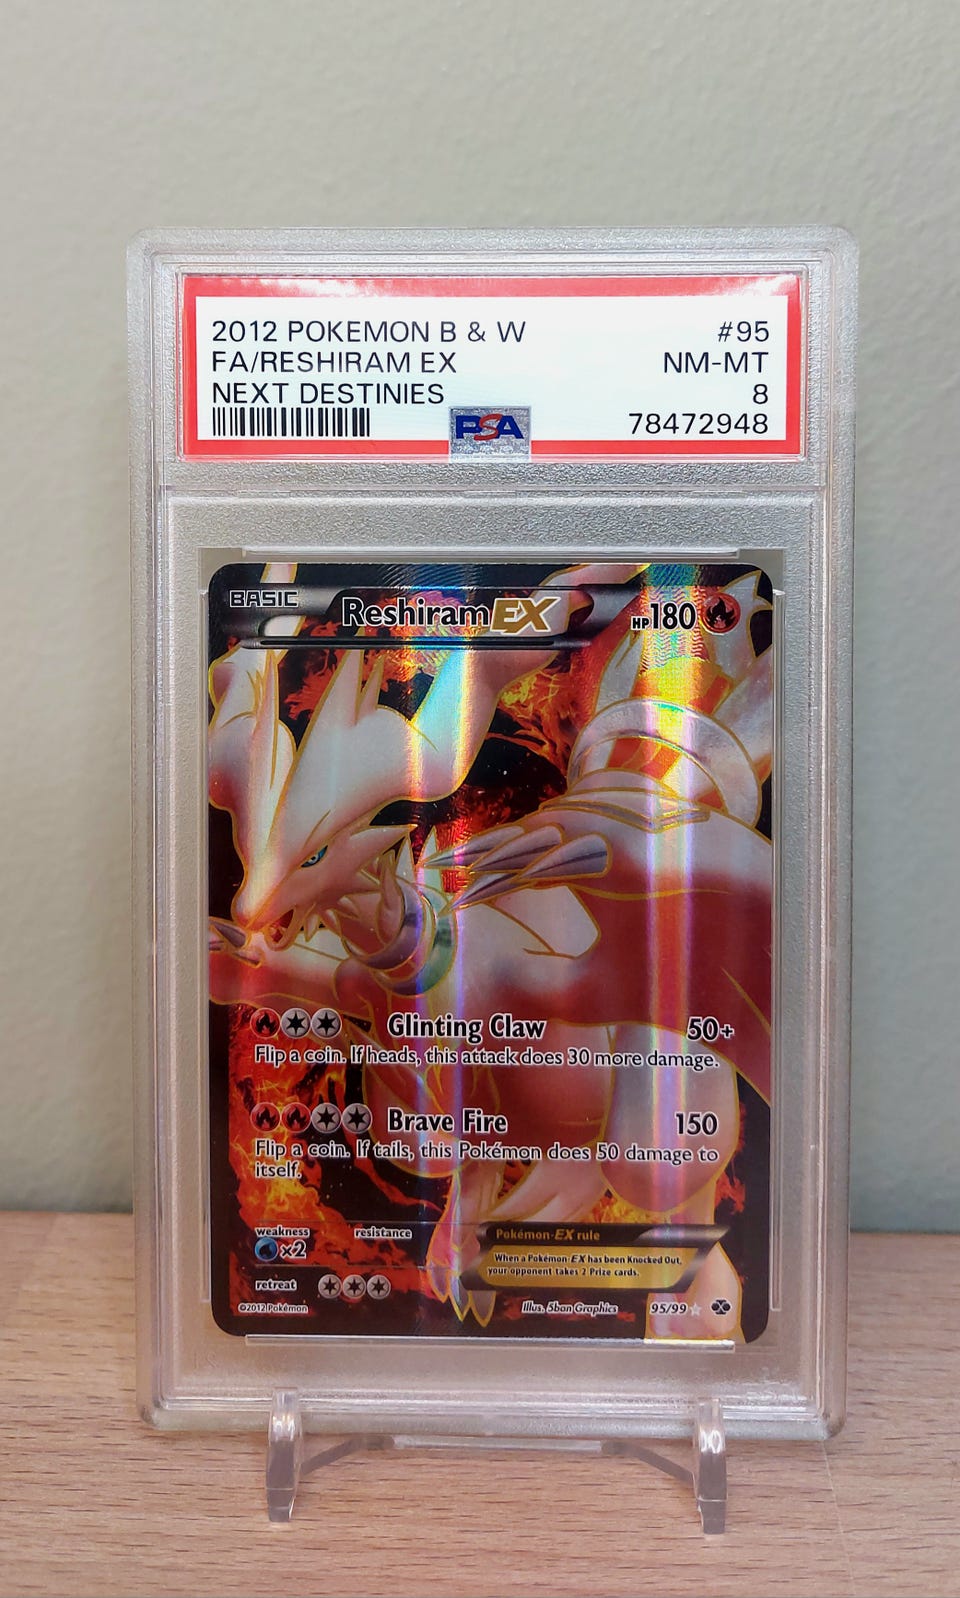 2012 POKEMON B & W #95
FA/RESHIRAM EX NM-MT
NEXT DESTINIES 8
PSA 78472948
BASIC Reshiram EX HP180
Glinting Claw 50+
Flip a coin. If heads, this attack does 30 more damage.
Brave Fire 150
Flip a coin. If tails, this Pokémon does 50 damage to
itself.
weakness resistance
x2
retreat
Pokémon-EX rule
When a Pokémon-EX has been Knocked Out,
your opponent takes 2 Prize cards.
©2012 Pokémon Illus. 5ban Graphics 95/99